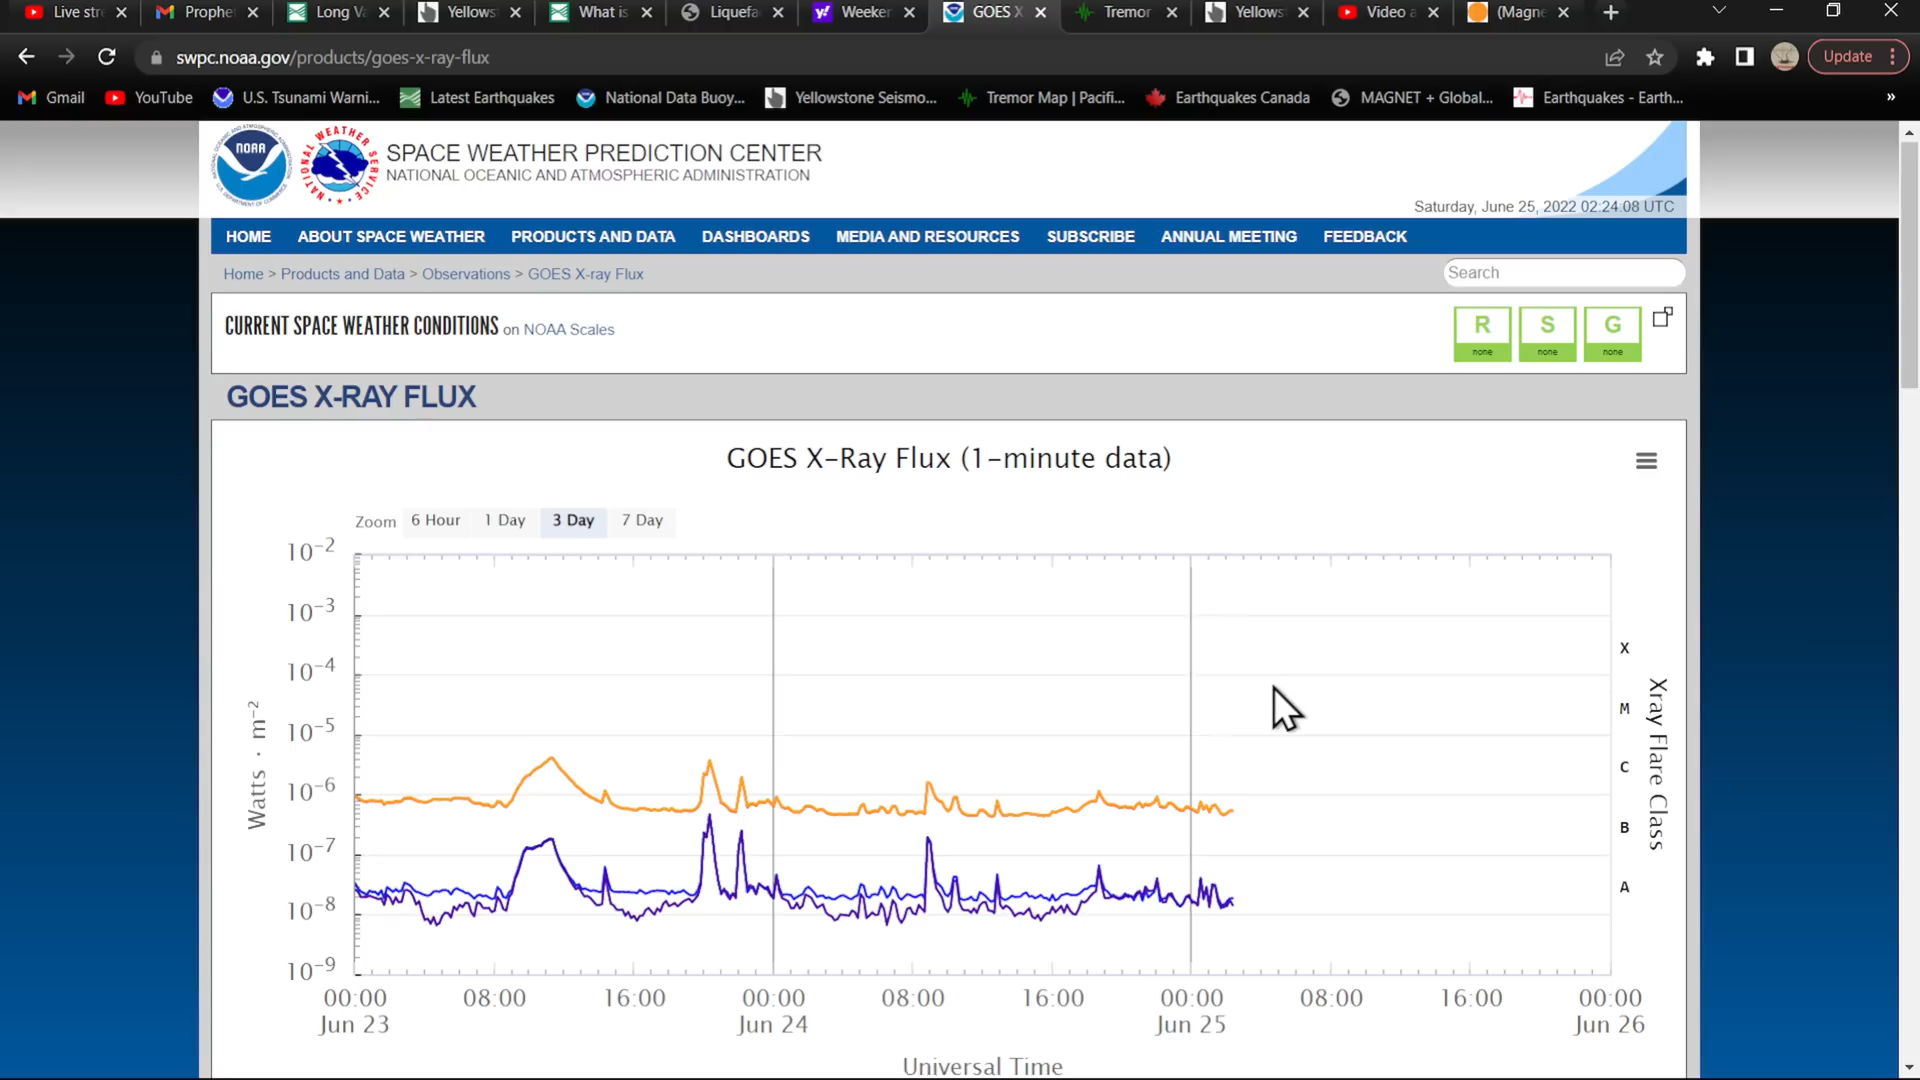 Live str
Prophe
Long Va
Yellows
What is
Liquefa
Weeker
GOES X
Tremor
Yellows
Video a
(Magne
swpc.noaa.gov/products/goes-x-ray-flux
Update
Gmail
YouTube
U.S. Tsunami Warni...
Latest Earthquakes
National Data Buoy...
Yellowstone Seismo...
Tremor Map | Pacifi...
Earthquakes Canada
MAGNET + Global...
Earthquakes - Earth...
»
NOAA
NATIONAL WEATHER SERVICE
SPACE WEATHER PREDICTION CENTER
NATIONAL OCEANIC AND ATMOSPHERIC ADMINISTRATION
Saturday, June 25, 2022 02:24:08 UTC
HOME ABOUT SPACE WEATHER PRODUCTS AND DATA DASHBOARDS MEDIA AND RESOURCES SUBSCRIBE ANNUAL MEETING FEEDBACK
Home > Products and Data > Observations > GOES X-ray Flux
Search
CURRENT SPACE WEATHER CONDITIONS on NOAA Scales
R S G
none none none
GOES X-RAY FLUX
GOES X-Ray Flux (1-minute data)
Zoom 6 Hour 1 Day 3 Day 7 Day
10⁻²
10⁻³
10⁻⁴
10⁻⁵
10⁻⁶
10⁻⁷
10⁻⁸
10⁻⁹
Watts · m⁻²
X
M
C
B
A
Xray Flare Class
00:00 08:00 16:00 00:00 08:00 16:00 00:00 08:00 16:00 00:00
Jun 23 Jun 24 Jun 25 Jun 26
Universal Time